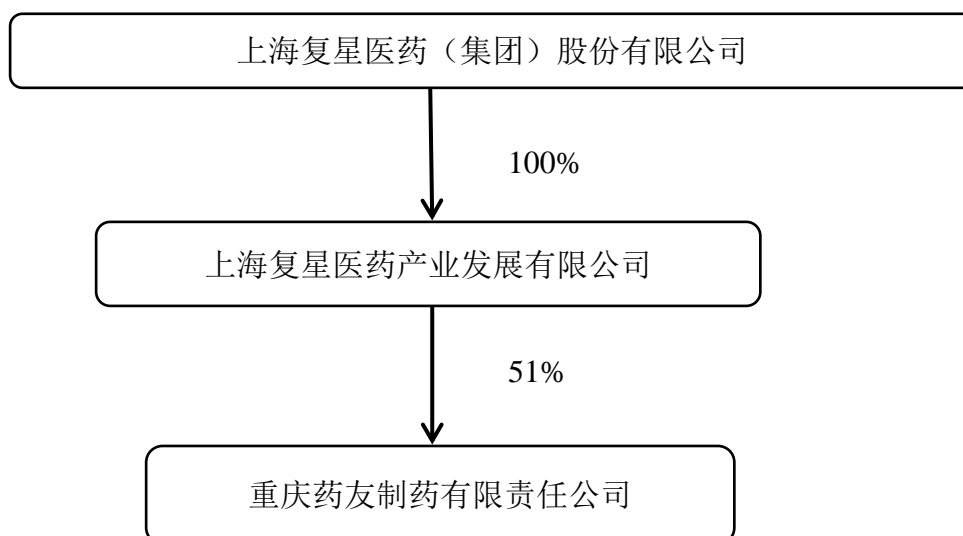 上海复星医药（集团）股份有限公司
100%
上海复星医药产业发展有限公司
51%
重庆药友制药有限责任公司